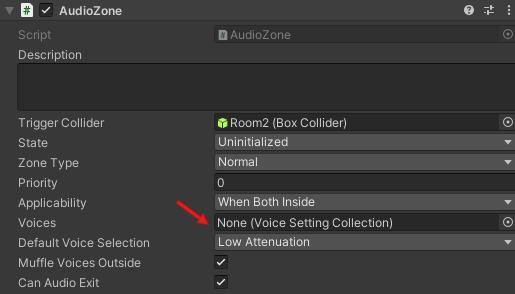 AudioZone
Script AudioZone
Description
Trigger Collider Room2 (Box Collider)
State Uninitialized
Zone Type Normal
Priority 0
Applicability When Both Inside
Voices None (Voice Setting Collection)
Default Voice Selection Low Attenuation
Muffle Voices Outside
Can Audio Exit